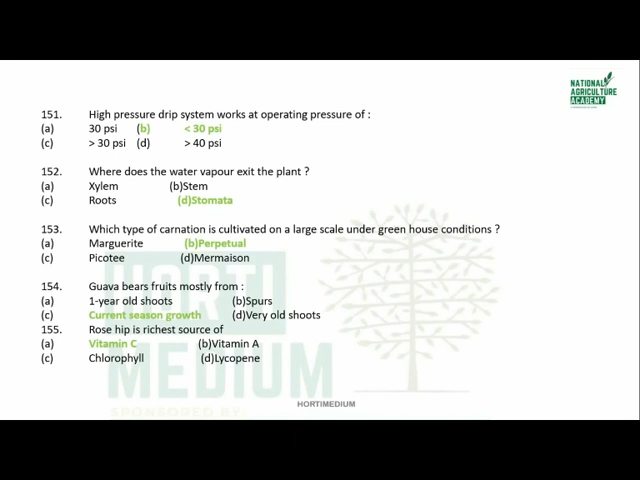 NATIONAL
AGRICULTURE
ACADEMY
151. High pressure drip system works at operating pressure of :
(a) 30 psi (b) < 30 psi
(c) > 30 psi (d) > 40 psi
152. Where does the water vapour exit the plant ?
(a) Xylem (b)Stem
(c) Roots (d)Stomata
153. Which type of carnation is cultivated on a large scale under green house conditions ?
(a) Marguerite (b)Perpetual
(c) Picotee (d)Mermaison
154. Guava bears fruits mostly from :
(a) 1-year old shoots (b)Spurs
(c) Current season growth (d)Very old shoots
155. Rose hip is richest source of
(a) Vitamin C (b)Vitamin A
(c) Chlorophyll (d)Lycopene
HORTI
MEDIUM
SPONSORED BY:
HORTIMEDIUM